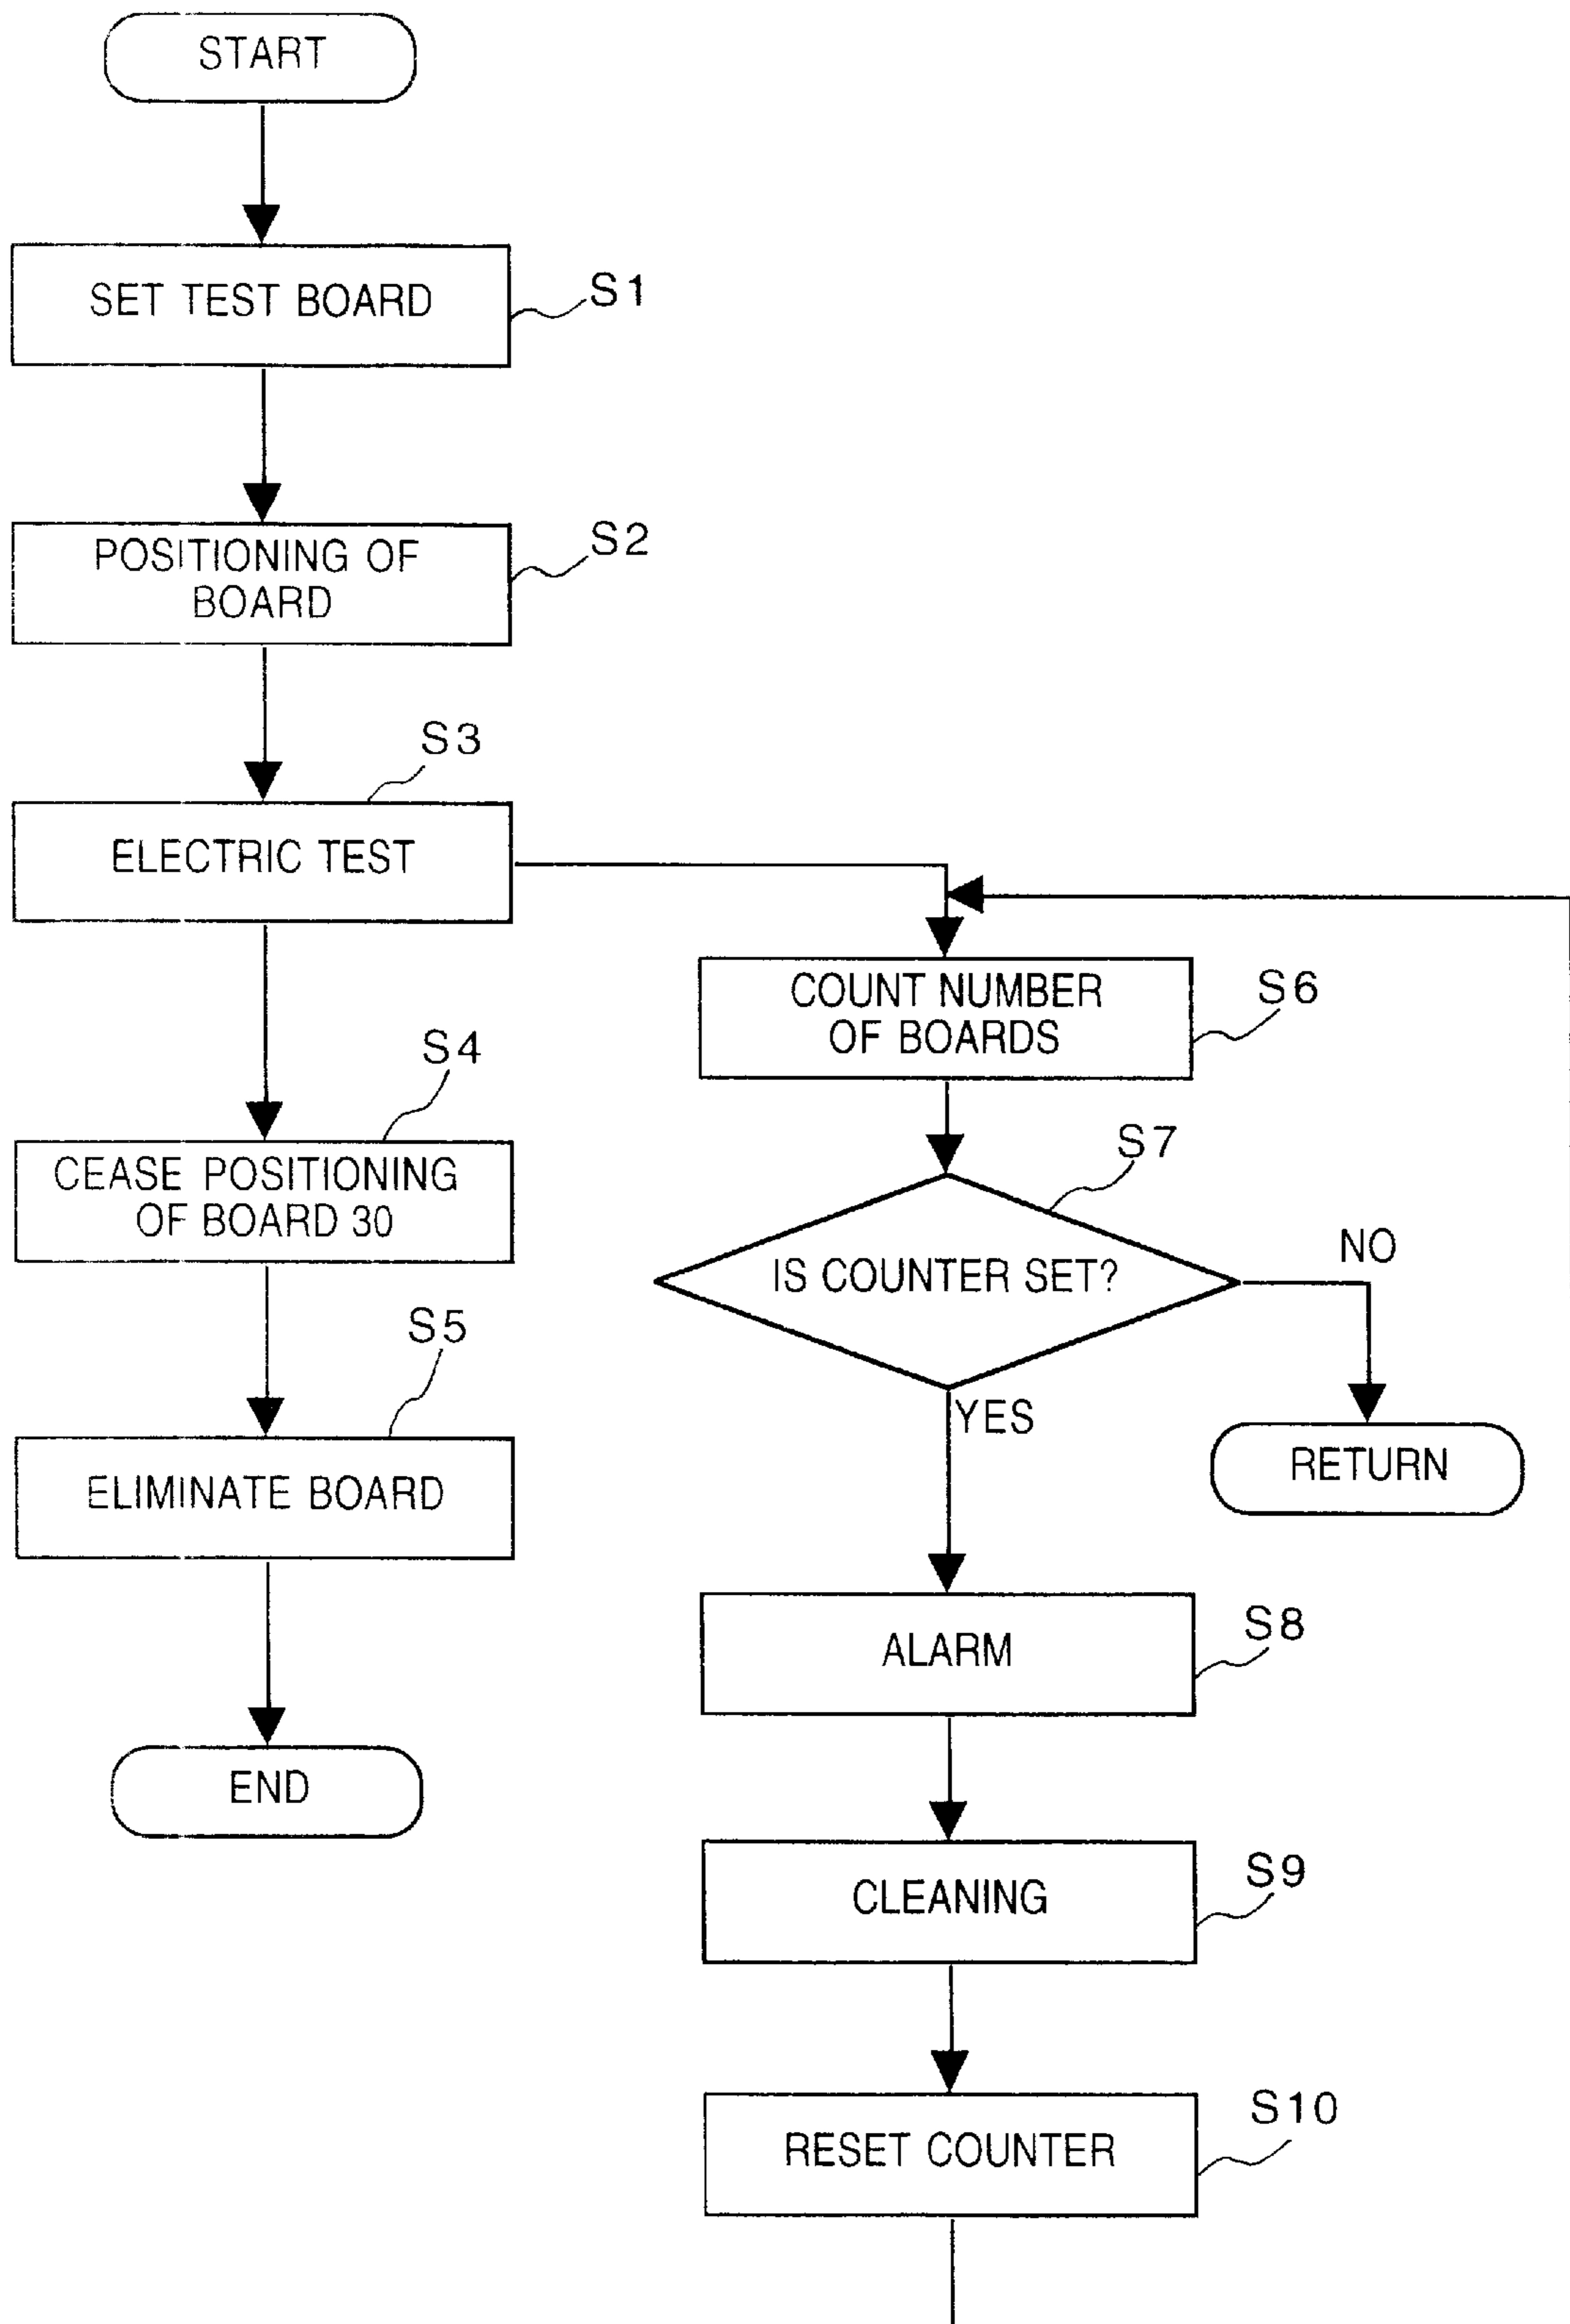 START
SET TEST BOARD
S1
POSITIONING OF
BOARD
S2
S3
ELECTRIC TEST
S4
CEASE POSITIONING
OF BOARD 30
S5
ELIMINATE BOARD
END
COUNT NUMBER
OF BOARDS
S6
S7
IS COUNTER SET?
NO
RETURN
YES
ALARM
S8
CLEANING
S9
RESET COUNTER
S10